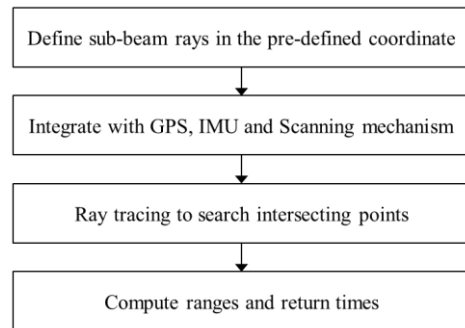 Define sub-beam rays in the pre-defined coordinate
Integrate with GPS, IMU and Scanning mechanism
Ray tracing to search intersecting points
Compute ranges and return times